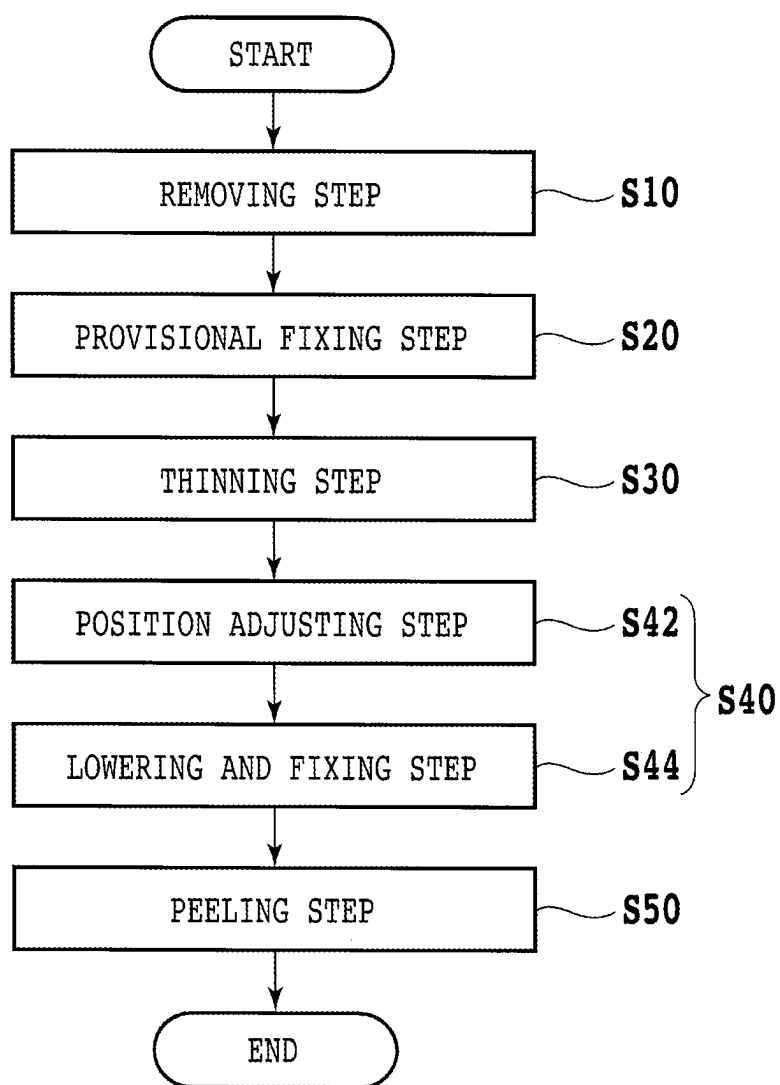 START
REMOVING STEP S10
PROVISIONAL FIXING STEP S20
THINNING STEP S30
POSITION ADJUSTING STEP S42
S40
LOWERING AND FIXING STEP S44
PEELING STEP S50
END